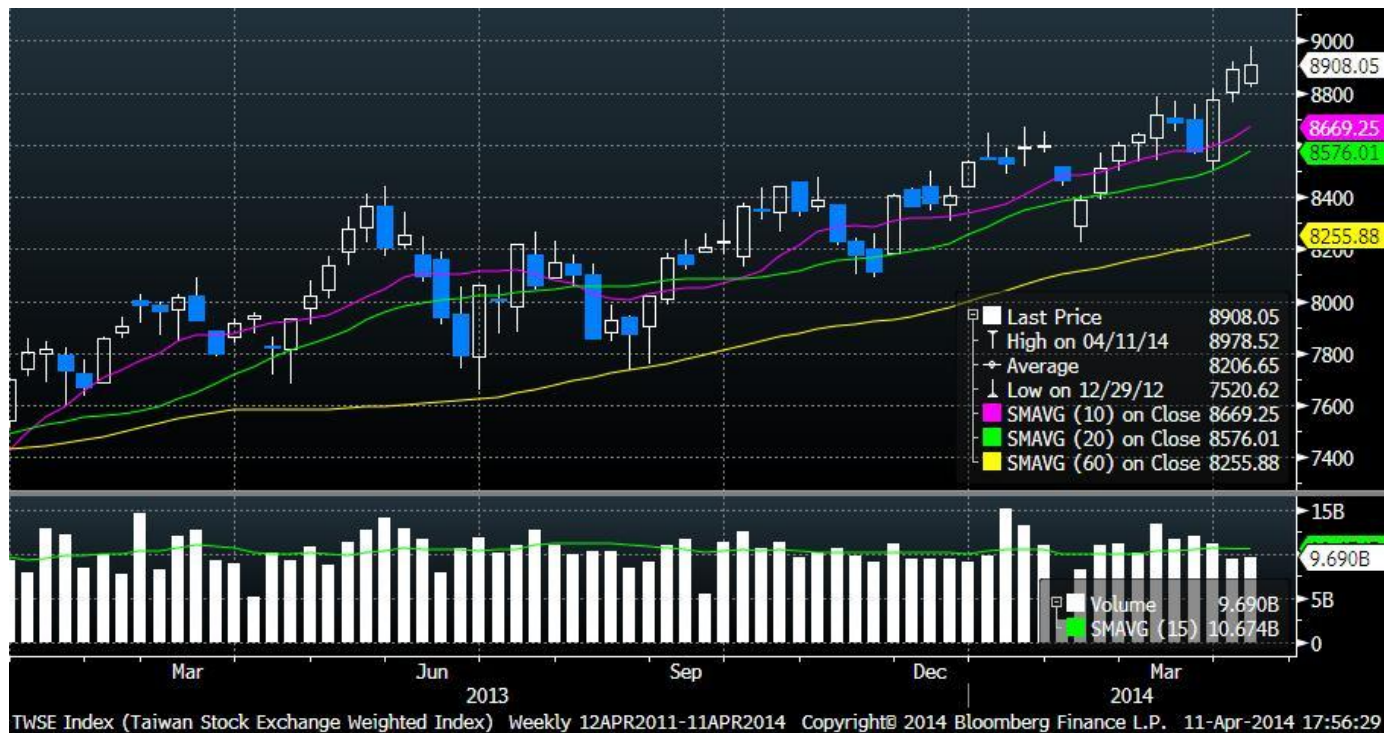 9000
8908.05
8800
8669.25
8576.01
8400
8255.88
8200
8000
7800
7600
7400
Last Price 8908.05
High on 04/11/14 8978.52
Average 8206.65
Low on 12/29/12 7520.62
SMAVG (10) on Close 8669.25
SMAVG (20) on Close 8576.01
SMAVG (60) on Close 8255.88
15B
9.690B
5B
0
Volume 9.690B
SMAVG (15) 10.674B
Mar Jun Sep Dec Mar
2013 2014
TWSE Index (Taiwan Stock Exchange Weighted Index) Weekly 12APR2011-11APR2014 Copyright© 2014 Bloomberg Finance L.P. 11-Apr-2014 17:56:29